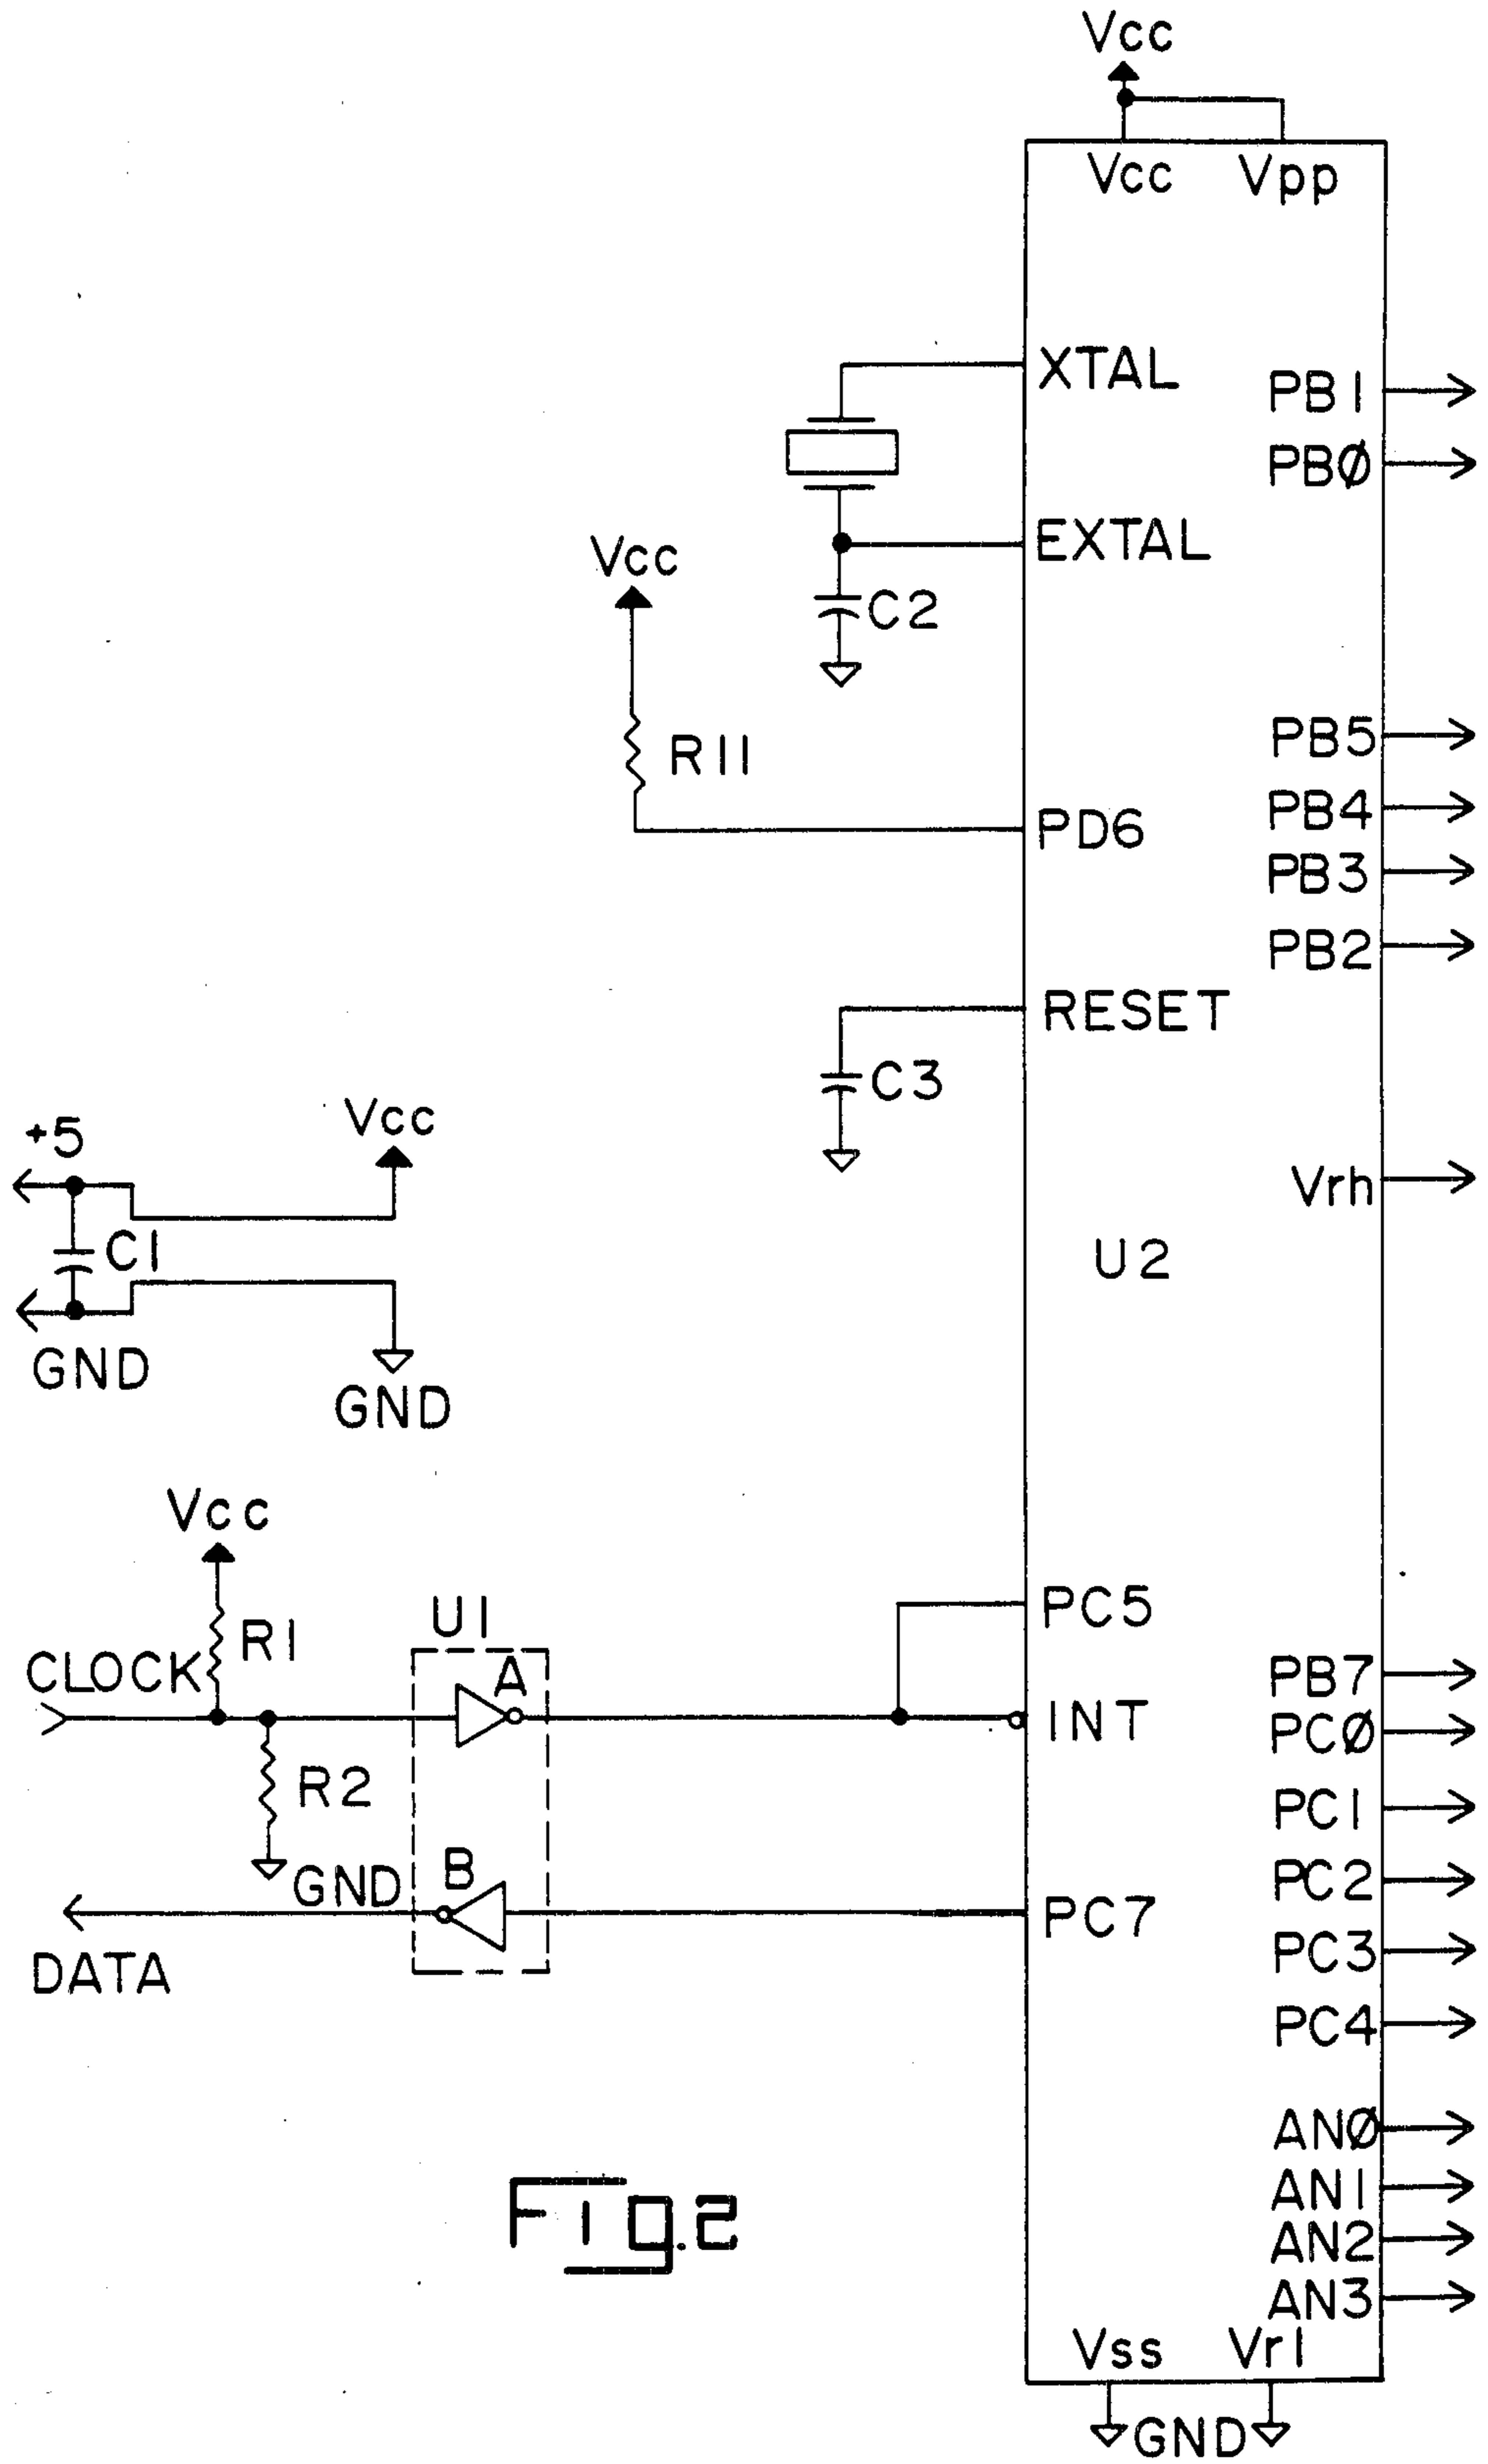 Vcc
Vcc Vpp
XTAL
PB1
PBØ
EXTAL
Vcc
C2
PB5
R11
PB4
PD6
PB3
PB2
RESET
C3
Vcc
+5
Vrh
C1
U2
GND
GND
Vcc
PC5
U1
R1
CLOCK
A
PB7
INT
PCØ
R2
PC1
B
GND
PC2
PC7
PC3
DATA
PC4
ANØ
AN1
Fig.2
AN2
AN3
Vss Vrl
GND